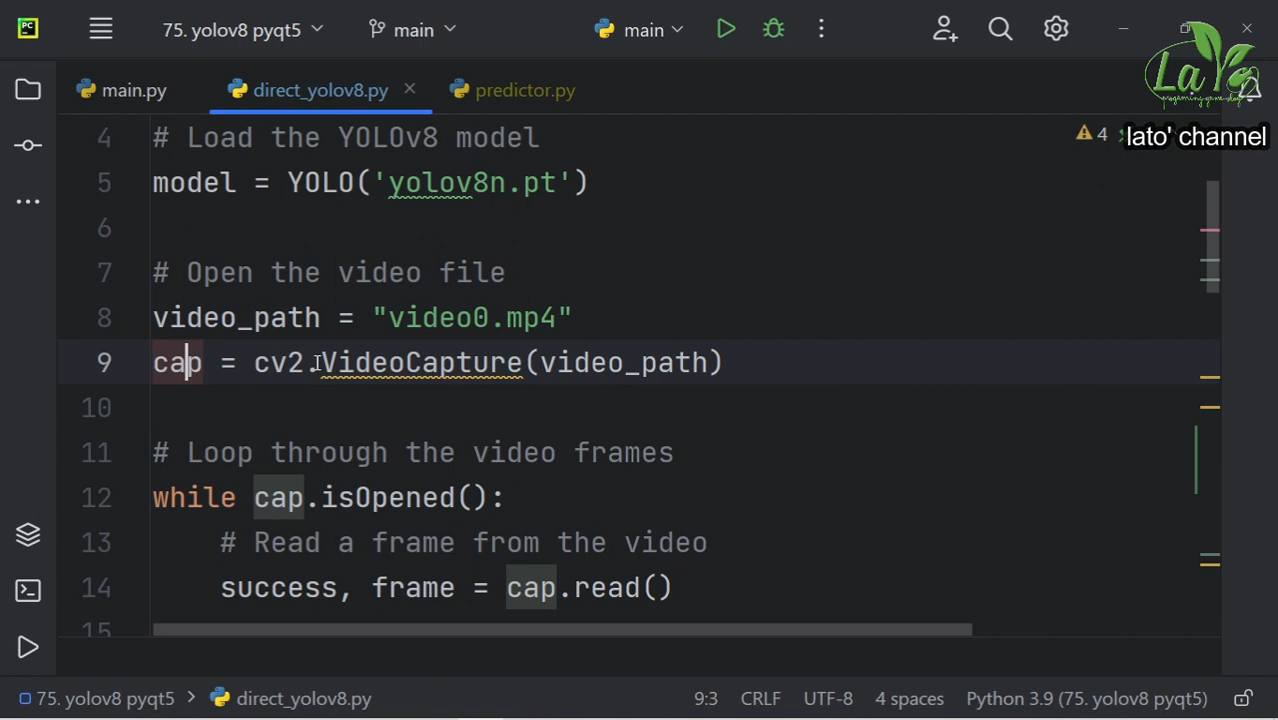 PC
75. yolov8 pyqt5
main
main
main.py
direct_yolov8.py
predictor.py
LaTo
lato' channel
4
4 # Load the YOLOv8 model
5 model = YOLO('yolov8n.pt')
6
7 # Open the video file
8 video_path = "video0.mp4"
9 cap = cv2.VideoCapture(video_path)
10
11 # Loop through the video frames
12 while cap.isOpened():
13 # Read a frame from the video
14 success, frame = cap.read()
15
75. yolov8 pyqt5
direct_yolov8.py
9:3
CRLF
UTF-8
4 spaces
Python 3.9 (75. yolov8 pyqt5)